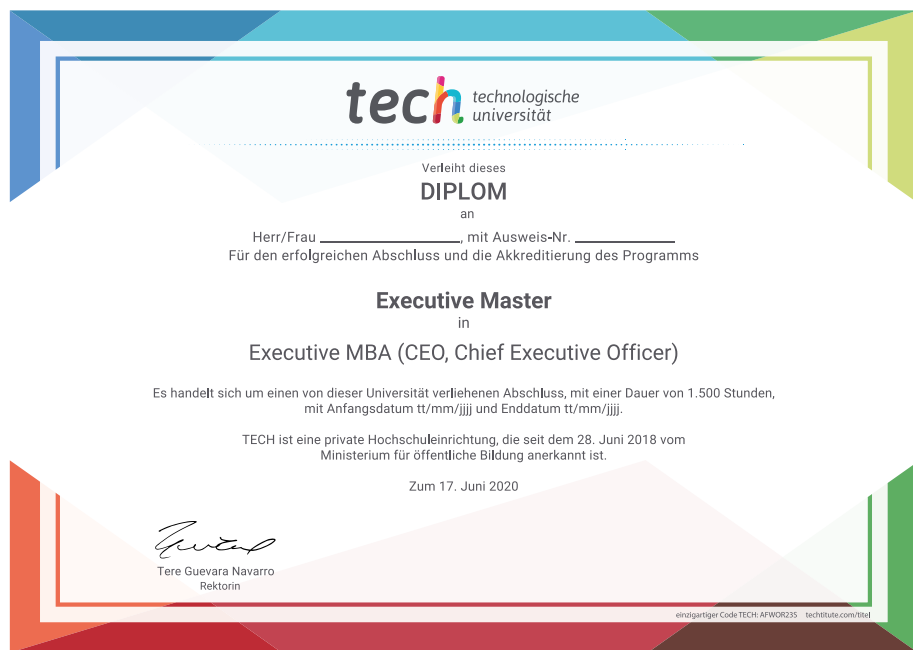 tech technologische
universität
Verleiht dieses
DIPLOM
an
Herr/Frau ____________________, mit Ausweis-Nr. ______________
Für den erfolgreichen Abschluss und die Akkreditierung des Programms
Executive Master
in
Executive MBA (CEO, Chief Executive Officer)
Es handelt sich um einen von dieser Universität verliehenen Abschluss, mit einer Dauer von 1.500 Stunden,
mit Anfangsdatum tt/mm/jjjj und Enddatum tt/mm/jjjj.
TECH ist eine private Hochschuleinrichtung, die seit dem 28. Juni 2018 vom
Ministerium für öffentliche Bildung anerkannt ist.
Zum 17. Juni 2020
Tere Guevara Navarro
Rektorin
einzigartiger Code TECH: AFWOR23S techtitute.com/titel